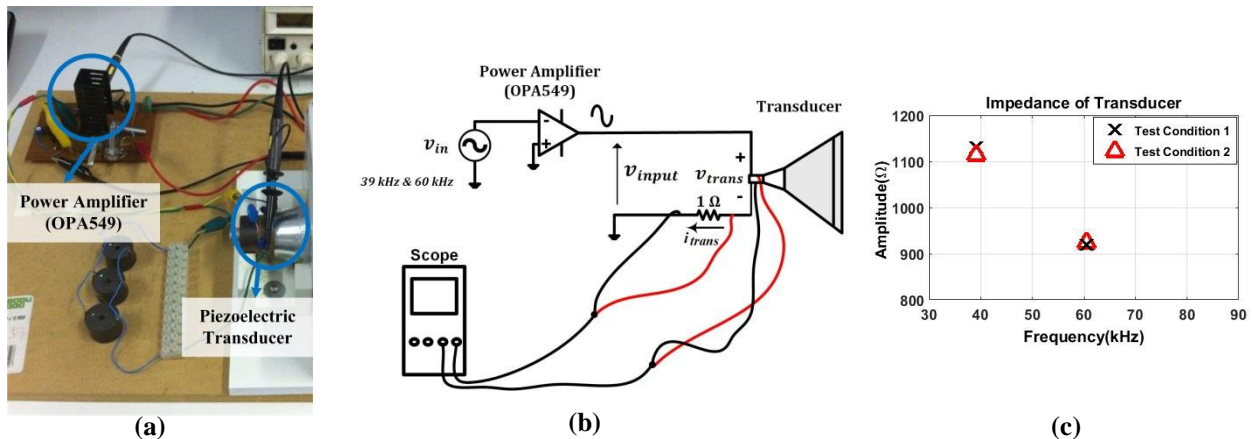 Power Amplifier
(OPA549)
Piezoelectric
Transducer
(a)
Power Amplifier
(OPA549)
Transducer
v_in
39 kHz & 60 kHz
v_input
+
v_trans
-
1 Ω
i_trans
Scope
(b)
Impedance of Transducer
Test Condition 1
Test Condition 2
Amplitude(Ω)
1200
1100
1000
900
800
30 40 50 60 70 80 90
Frequency(kHz)
(c)